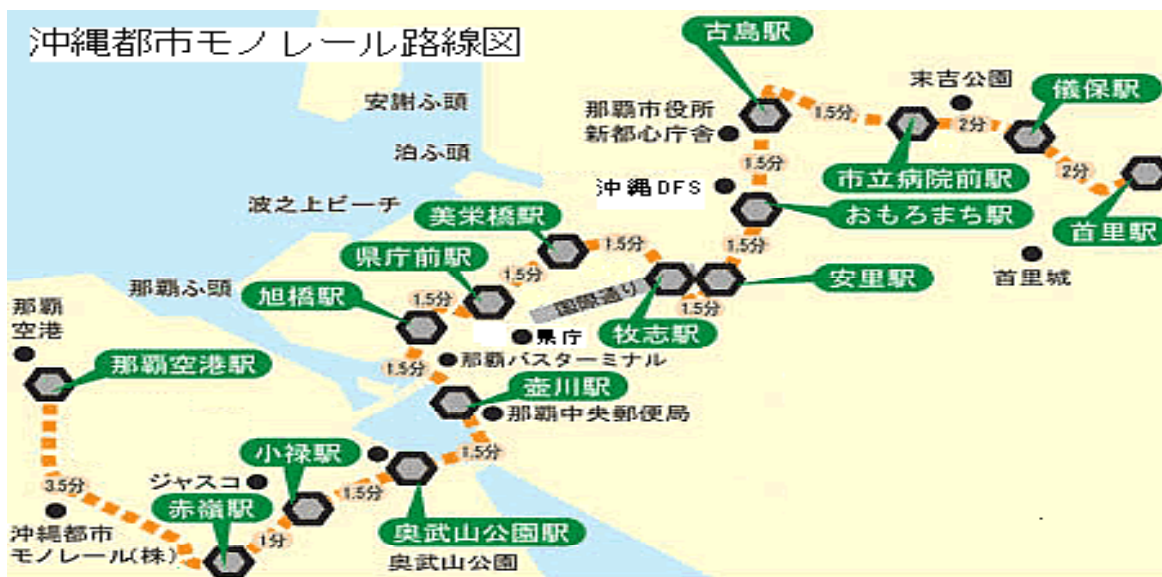 沖縄都市モノレール路線図
古島駅
末吉公園
儀保駅
安謝ふ頭
那覇市役所
新都心庁舎
1.5分
2分
泊ふ頭
1.5分
市立病院前駅
2分
沖縄DFS
波之上ビーチ
美栄橋駅
おもろまち駅
首里駅
1.5分
1.5分
県庁前駅
1.5分
安里駅
首里城
那覇ふ頭
旭橋駅
1.5分
国際通り
1.5分
牧志駅
那覇
空港
県庁
那覇空港駅
1.5分
那覇バスターミナル
壺川駅
那覇中央郵便局
小禄駅
1.5分
ジャスコ
3.5分
1.5分
赤嶺駅
奥武山公園駅
沖縄都市
モノレール(株)
1分
奥武山公園